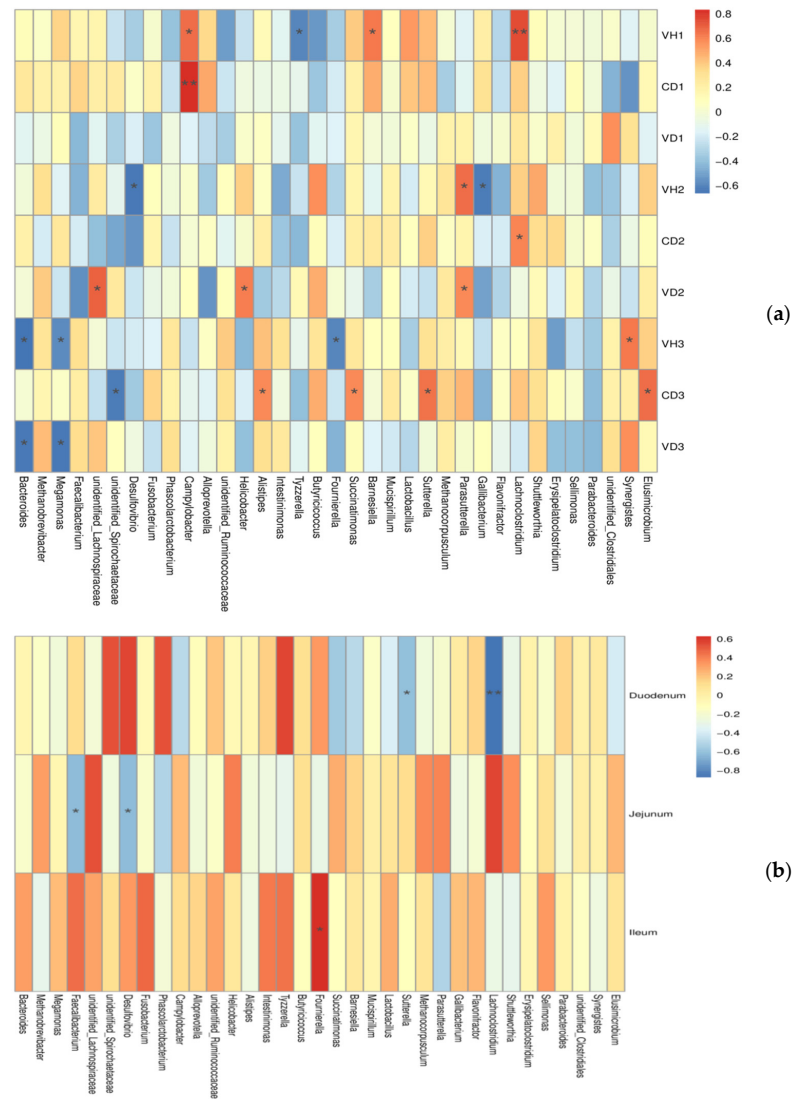 0.8
0.6
0.4
0.2
0
−0.2
−0.4
−0.6
VH1
* * * * **
CD1
**
VD1
VH2
* * *
CD2
*
VD2
* * *
VH3
* * * *
CD3
* * * * *
VD3
* *
(a)
Bacteroides
Methanobrevibacter
Megamonas
Faecalibacterium
unidentified_Lachnospiraceae
unidentified_Spirochaetaceae
Desulfovibrio
Fusobacterium
Phascolarctobacterium
Campylobacter
Alloprevotella
unidentified_Ruminococcaceae
Helicobacter
Alistipes
Intestinimonas
Tyzzerella
Butyricicoccus
Fournierella
Succinatimonas
Barnesiella
Mucispirillum
Lactobacillus
Sutterella
Methanocorpusculum
Parasutterella
Gallibacterium
Flavonifractor
Lachnoclostridium
Shuttleworthia
Erysipelatoclostridium
Sellimonas
Parabacteroides
unidentified_Clostridiales
Synergistes
Elusimicrobium
0.6
0.4
0.2
0
−0.2
−0.4
−0.6
−0.8
Duodenum
* **
Jejunum
* *
Ileum
*
(b)
Bacteroides
Methanobrevibacter
Megamonas
Faecalibacterium
unidentified_Lachnospiraceae
unidentified_Spirochaetaceae
Desulfovibrio
Fusobacterium
Phascolarctobacterium
Campylobacter
Alloprevotella
unidentified_Ruminococcaceae
Helicobacter
Alistipes
Intestinimonas
Tyzzerella
Butyricicoccus
Fournierella
Succinatimonas
Barnesiella
Mucispirillum
Lactobacillus
Sutterella
Methanocorpusculum
Parasutterella
Gallibacterium
Flavonifractor
Lachnoclostridium
Shuttleworthia
Erysipelatoclostridium
Sellimonas
Parabacteroides
unidentified_Clostridiales
Synergistes
Elusimicrobium